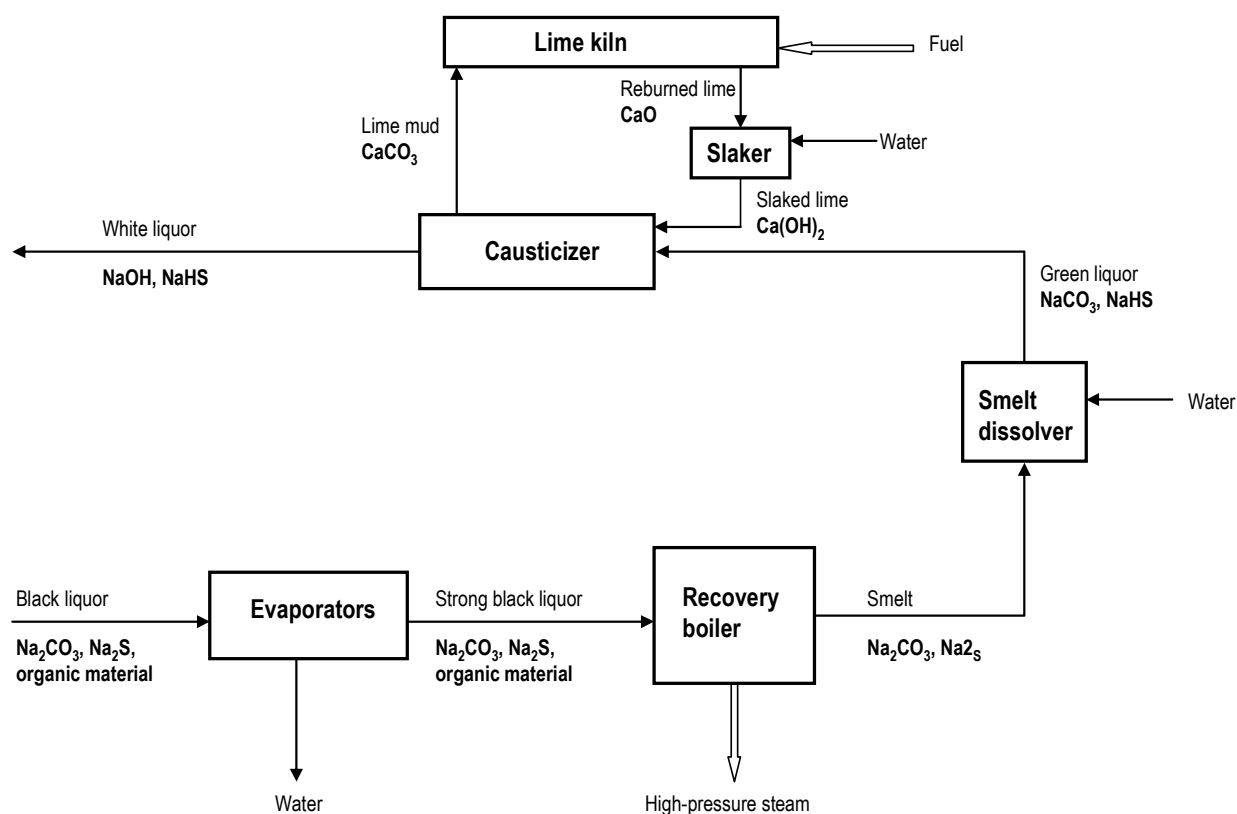 Lime kiln
Fuel
Reburned lime
CaO
Lime mud
CaCO₃
Slaker
Water
Slaked lime
Ca(OH)₂
White liquor
NaOH, NaHS
Causticizer
Green liquor
NaCO₃, NaHS
Smelt
dissolver
Water
Black liquor
Na₂CO₃, Na₂S,
organic material
Evaporators
Strong black liquor
Na₂CO₃, Na₂S,
organic material
Recovery
boiler
Smelt
Na₂CO₃, Na2ₛ
Water
High-pressure steam